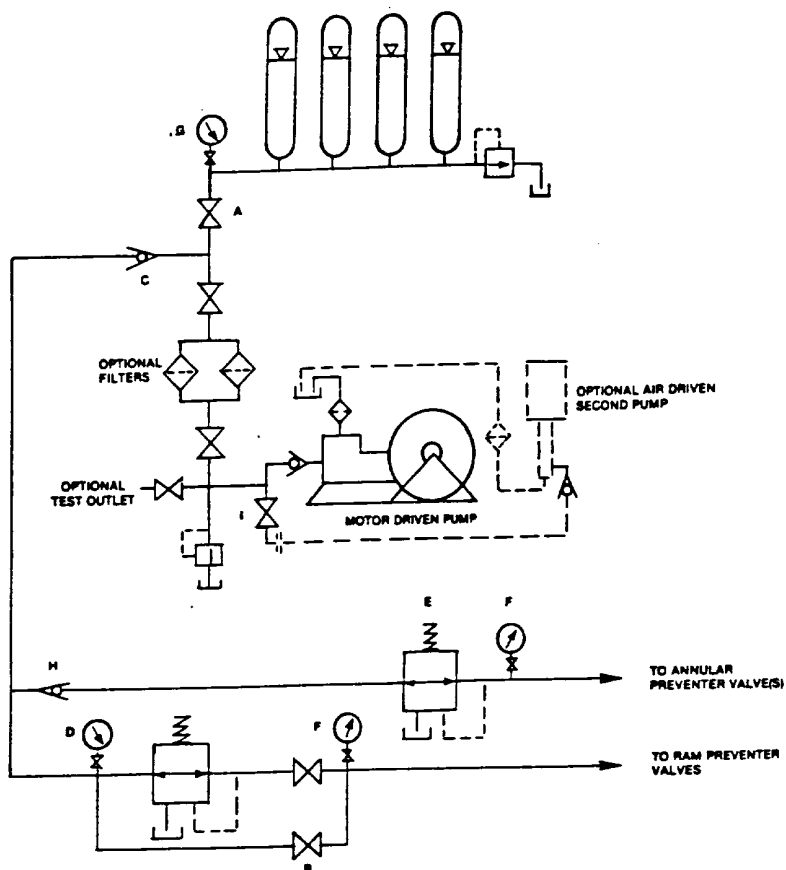 G
A
C
OPTIONAL
FILTERS
OPTIONAL AIR DRIVEN
SECOND PUMP
OPTIONAL
TEST OUTLET
MOTOR DRIVEN PUMP
E
F
H
TO ANNULAR
PREVENTER VALVE(S)
D
F
TO RAM PREVENTER
VALVES